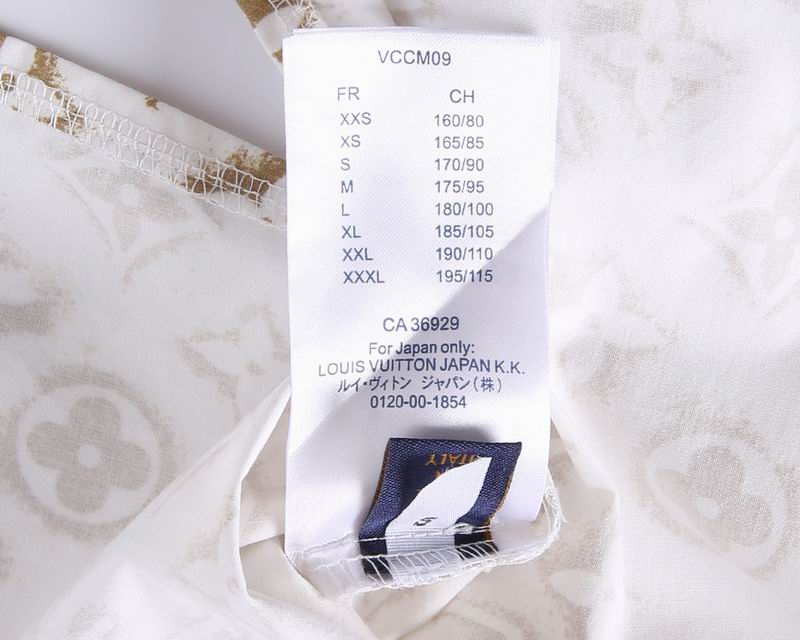 VCCM09
FR CH
XXS 160/80
XS 165/85
S 170/90
M 175/95
L 180/100
XL 185/105
XXL 190/110
XXXL 195/115
CA 36929
For Japan only:
LOUIS VUITTON JAPAN K.K.
ルイ・ヴィトン ジャパン(株)
0120-00-1854
ITALY
S